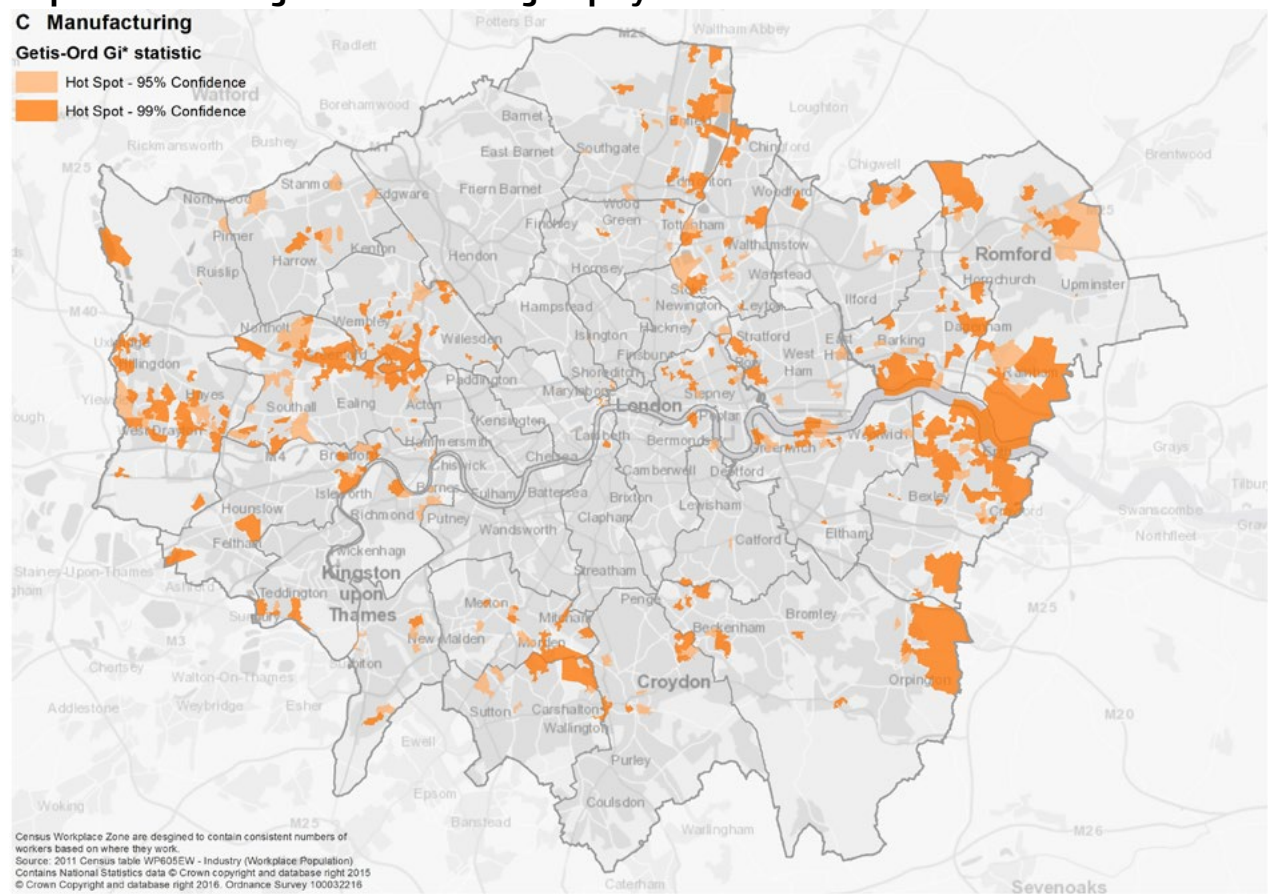 C Manufacturing
Getis-Ord Gi* statistic
Hot Spot - 95% Confidence
Hot Spot - 99% Confidence
Potters Bar
M25
Waltham Abbey
Radlett
Watford
Borehamwood
Loughton
Barnet
Enfield
Rickmansworth
Bushey
M1
East Barnet
Southgate
Chingford
Brentwood
M25
Chigwell
Stanmore
Edgware
Friern Barnet
Edmonton
Woodford
Northwood
Wood
Green
Finchley
Tottenham
M25
Pinner
Harrow
Kenton
Hendon
Walthamstow
Romford
Ruislip
Hornsey
Wanstead
Hornchurch
Upminster
Stoke
Newington
Leyton
Ilford
M40
Hampstead
Northolt
Wembley
Willesden
Islington
Hackney
Stratford
East
Ham
Barking
Dagenham
Uxbridge
Hillingdon
Greenford
Finsbury
Bow
West
Ham
Shoreditch
Rainham
Paddington
Marylebone
Stepney
Hayes
Southall
Ealing
Acton
London
Poplar
Yiewsley
West Drayton
Kensington
Lambeth
Bermondsey
Woolwich
Greenwich
Grays
Hammersmith
M4
Brentford
Chelsea
Erith
Chiswick
Camberwell
Deptford
Tilbury
Isleworth
Barnes
Fulham
Battersea
Brixton
Lewisham
Bexley
Crayford
Swanscombe
Hounslow
Richmond
Putney
Wandsworth
Clapham
Catford
Eltham
Northfleet
Feltham
Twickenham
Staines-Upon-Thames
Kingston
upon
Thames
Streatham
Ashford
Teddington
Merton
Penge
Bromley
M25
Sunbury
Mitcham
Beckenham
M3
New Malden
Morden
Chertsey
Walton-On-Thames
Surbiton
Croydon
Orpington
Addlestone
Weybridge
Esher
Sutton
Carshalton
Wallington
M20
Ewell
Purley
Epsom
Coulsdon
Woking
M25
Banstead
Warlingham
M26
Caterham
Sevenoaks
Census Workplace Zone are desgined to contain consistent numbers of
workers based on where they work.
Source: 2011 Census table WP605EW - Industry (Workplace Population)
Contains National Statistics data © Crown copyright and database right 2015
© Crown Copyright and database right 2016. Ordnance Survey 100032216